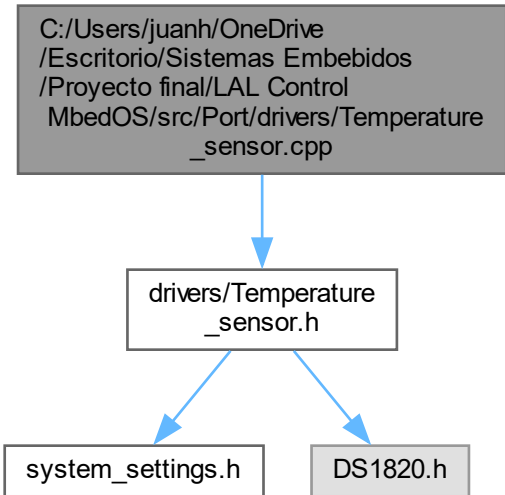 C:/Users/juanh/OneDrive
/Escritorio/Sistemas Embebidos
/Proyecto final/LAL Control
MbedOS/src/Port/drivers/Temperature
_sensor.cpp
drivers/Temperature
_sensor.h
system_settings.h
DS1820.h